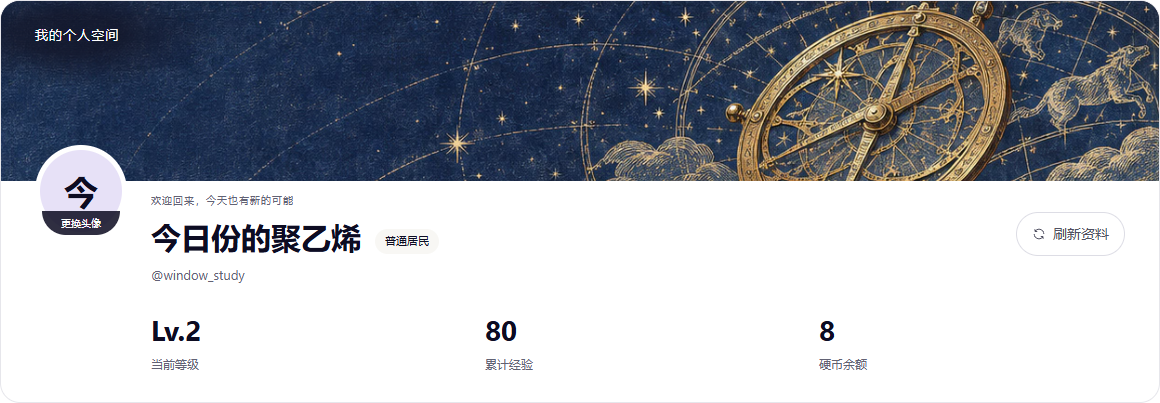 我的个人空间
今
更换头像
欢迎回来，今天也有新的可能
今日份的聚乙烯 普通居民
@window_study
刷新资料
Lv.2 80 8
当前等级 累计经验 硬币余额